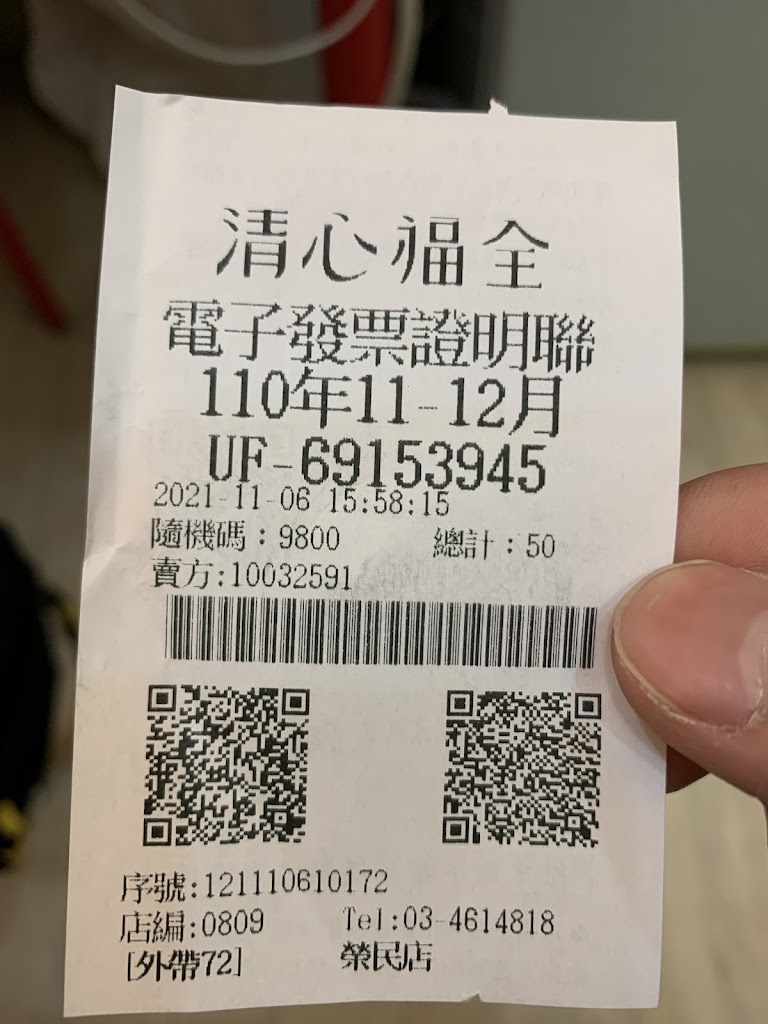 清心福全
電子發票證明聯
110年11-12月
UF-69153945
2021-11-06 15:58:15
隨機碼：9800 總計：50
賣方:10032591
序號:121110610172
店編:0809 Tel:03-4614818
[外帶72] 榮民店